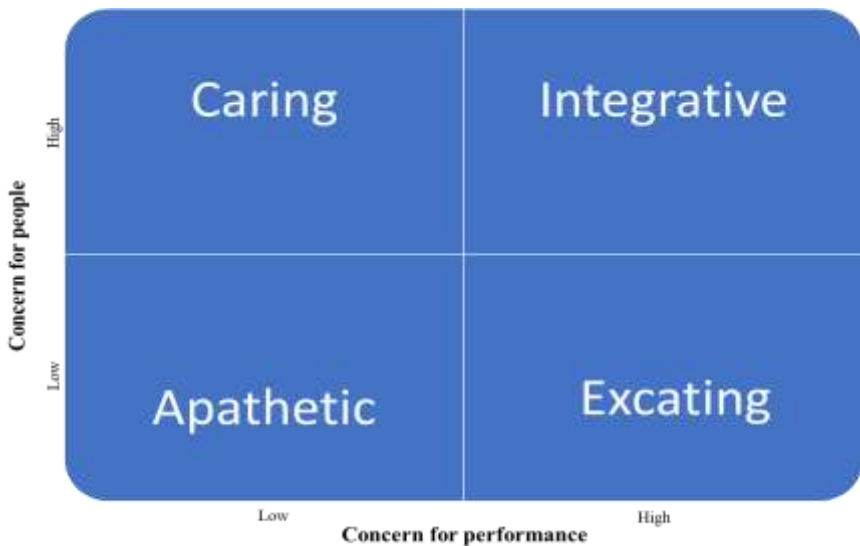 Caring
Integrative
High
Concern for people
Low
Apathetic
Excating
Low
High
Concern for performance